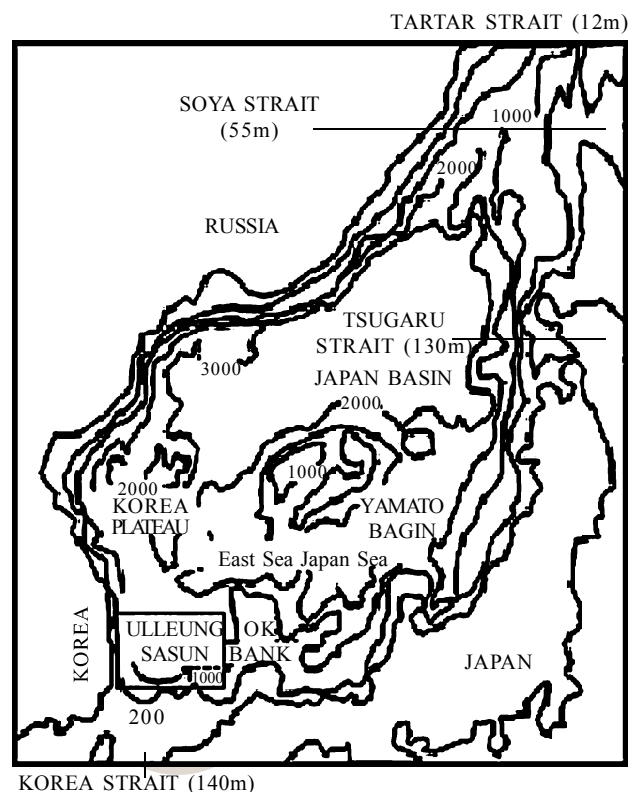 TARTAR STRAIT (12m)
SOYA STRAIT
(55m)
1000
2000
RUSSIA
TSUGARU
STRAIT (130m)
3000
JAPAN BASIN
2000
1000
2000
KOREA
PLATEAU
YAMATO
BAGIN
East Sea Japan Sea
KOREA
ULLEUNG
SASUN
OK
BANK
1000
JAPAN
200
KOREA STRAIT (140m)